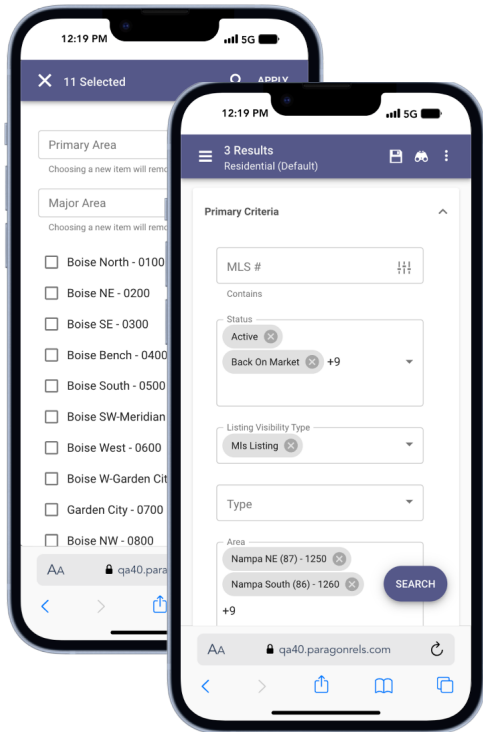 12:19 PM
5G
11 Selected
APPLY
Primary Area
Choosing a new item will
Major Area
Choosing a new item will
Boise North - 0100
Boise NE - 0200
Boise SE - 0300
Boise Bench - 0400
Boise South - 0500
Boise SW-Meridian
Boise West - 0600
Boise W-Garden
Garden City - 0700
Boise NW - 0800
AA
qa40.para
12:19 PM
5G
3 Results
Residential (Default)
Primary Criteria
MLS #
Contains
Status
Active
Back On Market +9
Listing Visibility Type
Mls Listing
Type
Area
Nampa NE (87) - 1250
Nampa South (86) - 1260
+9
SEARCH
AA
qa40.paragonrels.com